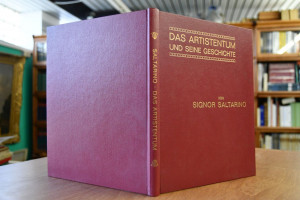 DAS ARTISTENTUM
UND SEINE GESCHICHTE
VON
SIGNOR SALTARINO
SALTARINO · DAS ARTISTENTUM